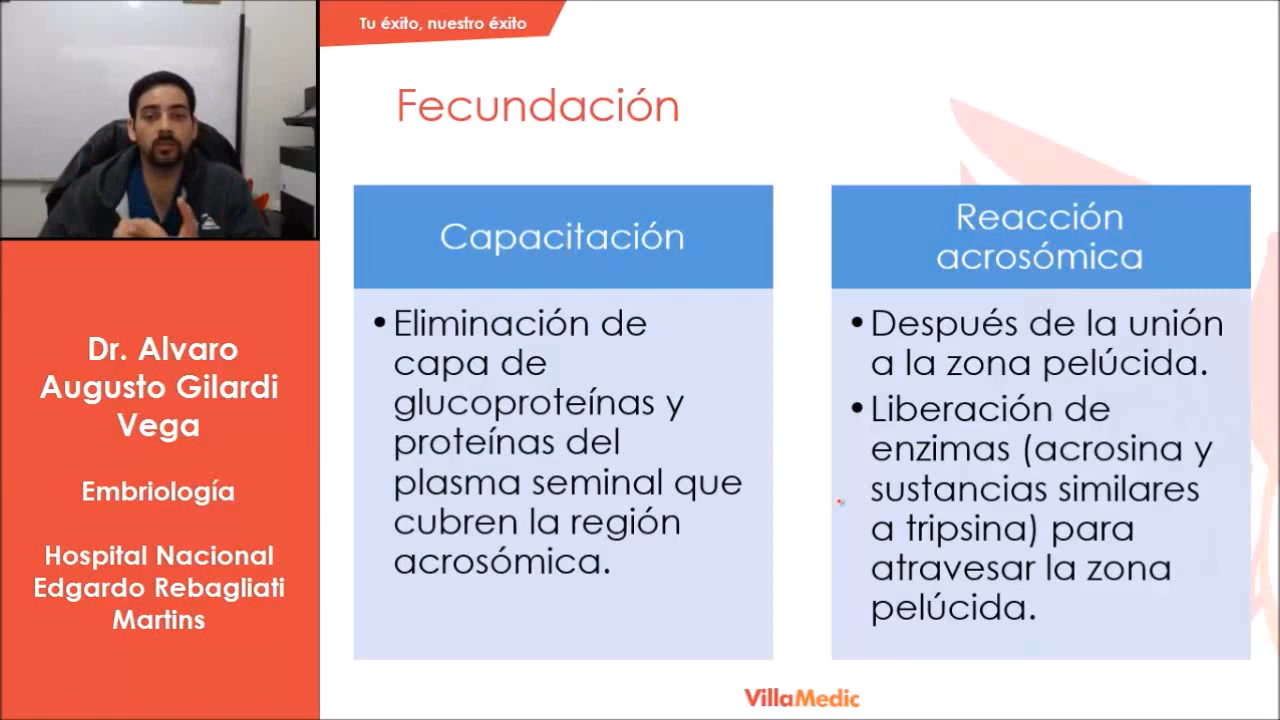 Tu éxito, nuestro éxito
Fecundación
Dr. Alvaro
Augusto Gilardi
Vega
Embriología
Hospital Nacional
Edgardo Rebagliati
Martins
Capacitación
•Eliminación de
capa de
glucoproteínas y
proteínas del
plasma seminal que
cubren la región
acrosómica.
Reacción
acrosómica
•Después de la unión
a la zona pelúcida.
•Liberación de
enzimas (acrosina y
sustancias similares
a tripsina) para
atravesar la zona
pelúcida.
VillaMedic